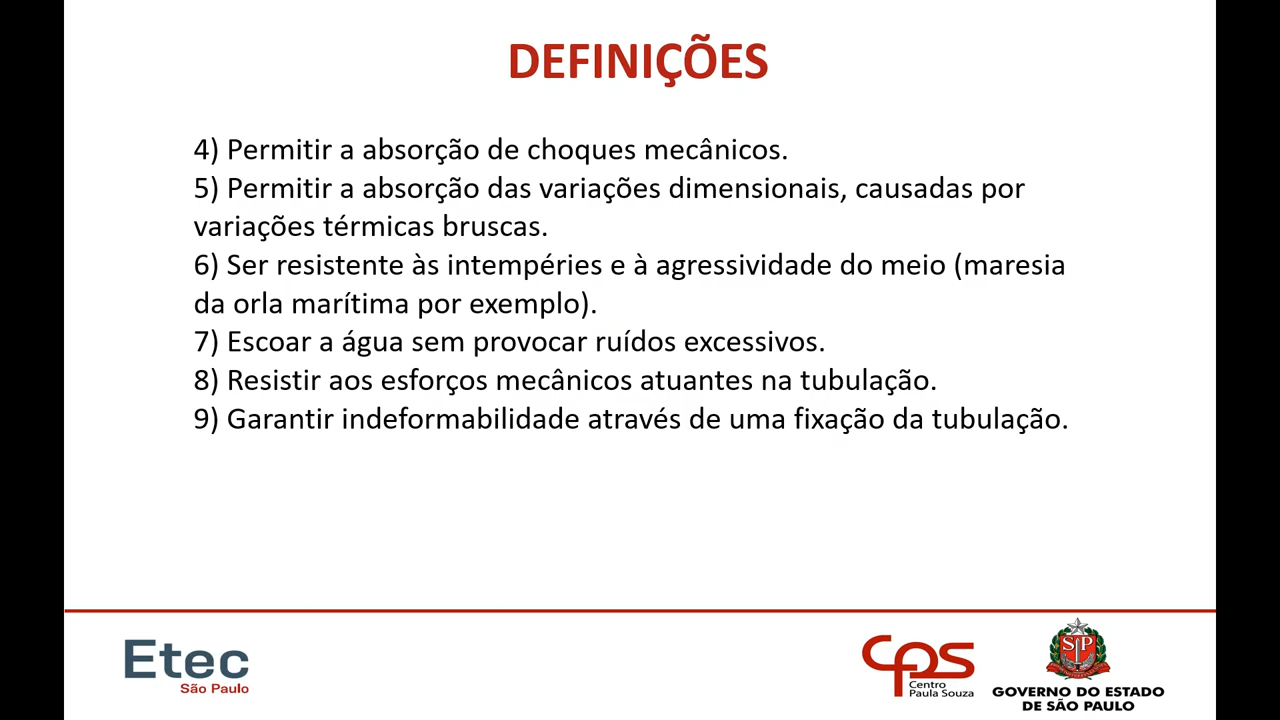 DEFINIÇÕES
4) Permitir a absorção de choques mecânicos.
5) Permitir a absorção das variações dimensionais, causadas por
variações térmicas bruscas.
6) Ser resistente às intempéries e à agressividade do meio (maresia
da orla marítima por exemplo).
7) Escoar a água sem provocar ruídos excessivos.
8) Resistir aos esforços mecânicos atuantes na tubulação.
9) Garantir indeformabilidade através de uma fixação da tubulação.
Etec
São Paulo
cps
Centro
Paula Souza
SP
GOVERNO DO ESTADO
DE SÃO PAULO